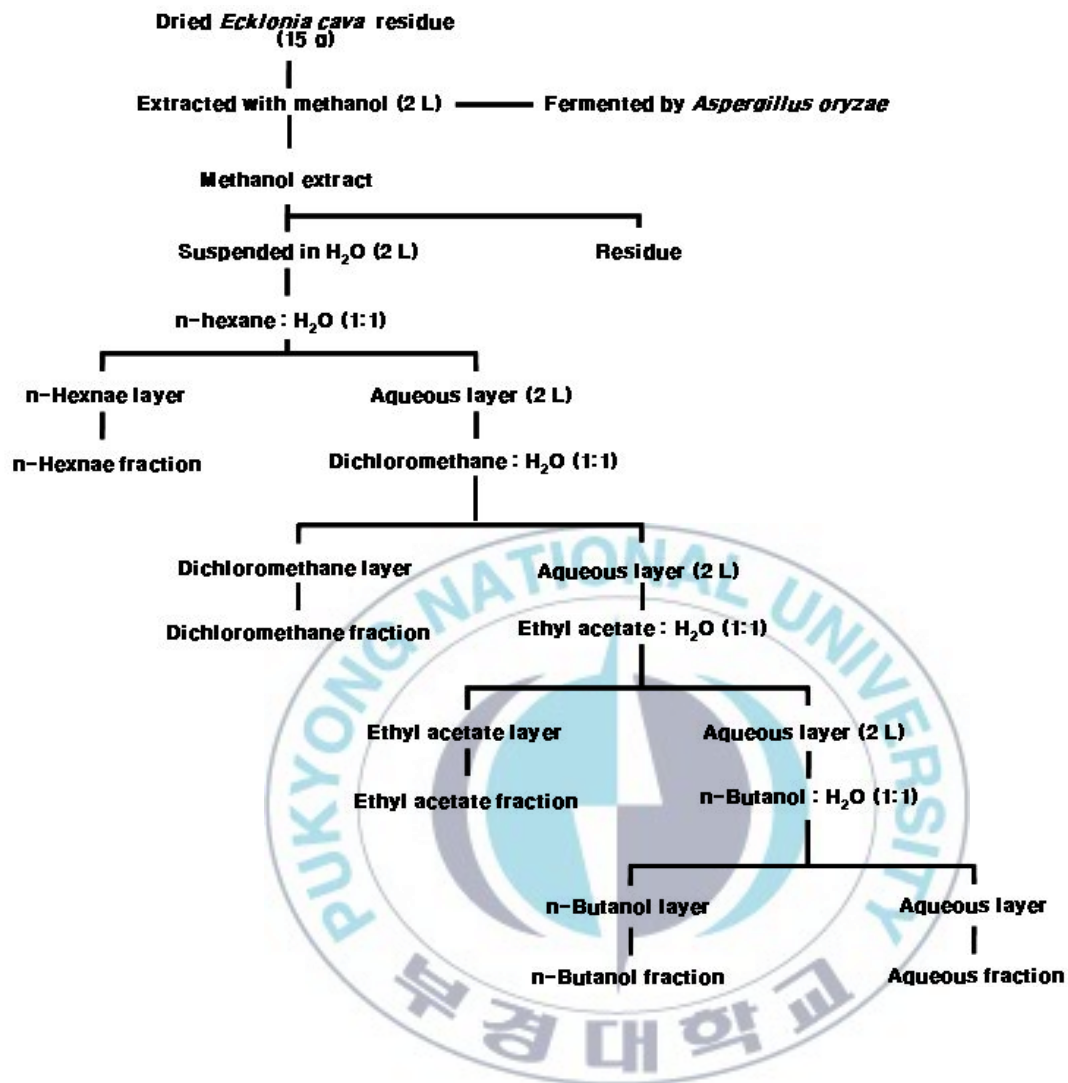 Dried Ecklonia cava residue
(15 g)
Extracted with methanol (2 L)
Fermented by Aspergillus oryzae
Methanol extract
Suspended in H₂O (2 L)
Residue
n-hexane : H₂O (1:1)
n-Hexnae layer
Aqueous layer (2 L)
n-Hexnae fraction
Dichloromethane : H₂O (1:1)
Dichloromethane layer
Aqueous layer (2 L)
Dichloromethane fraction
Ethyl acetate : H₂O (1:1)
Ethyl acetate layer
Aqueous layer (2 L)
Ethyl acetate fraction
n-Butanol : H₂O (1:1)
n-Butanol layer
Aqueous layer
n-Butanol fraction
Aqueous fraction
PUKYONG NATIONAL UNIVERSITY
부경대학교